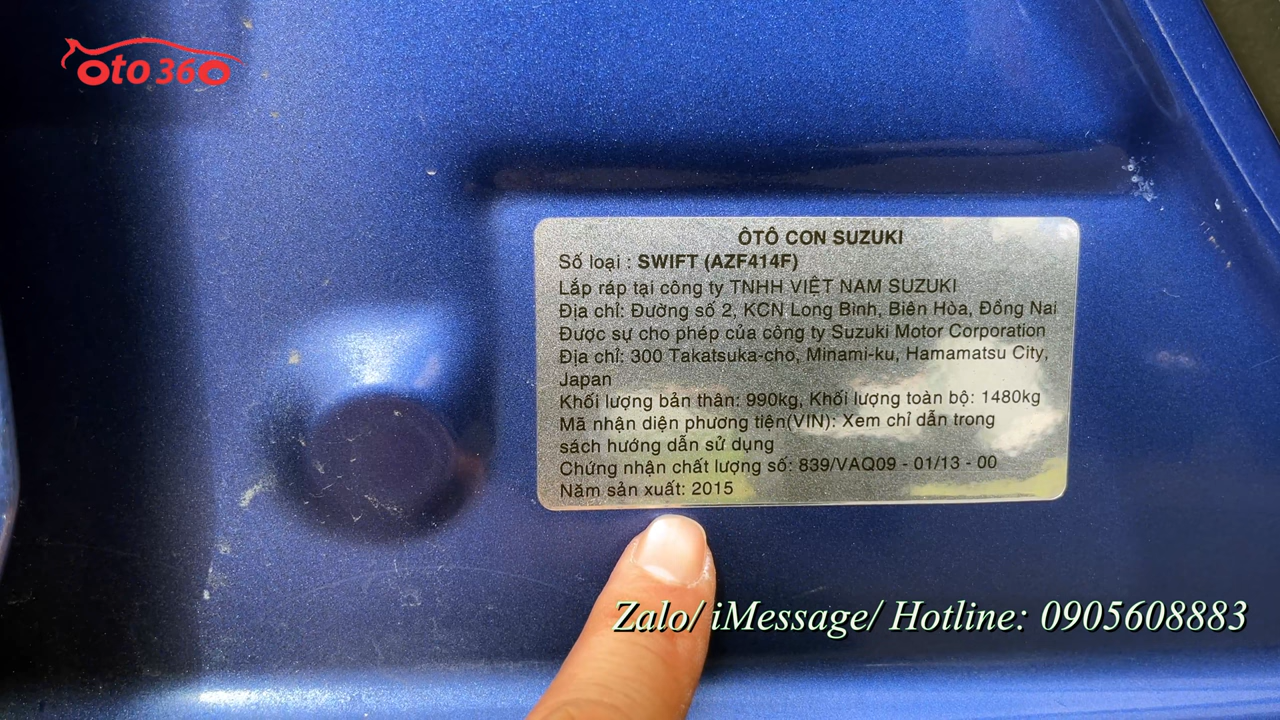 oto 360
ÔTÔ CON SUZUKI
Số loại : SWIFT (AZF414F)
Lắp ráp tại công ty TNHH VIỆT NAM SUZUKI
Địa chỉ: Đường số 2, KCN Long Bình, Biên Hòa, Đồng Nai
Được sự cho phép của công ty Suzuki Motor Corporation
Địa chỉ: 300 Takatsuka-cho, Minami-ku, Hamamatsu City,
Japan
Khối lượng bản thân: 990kg, Khối lượng toàn bộ: 1480kg
Mã nhận diện phương tiện(VIN): Xem chỉ dẫn trong
sách hướng dẫn sử dụng
Chứng nhận chất lượng số: 839/VAQ09 - 01/13 - 00
Năm sản xuất: 2015
Zalo/ iMessage/ Hotline: 0905608883